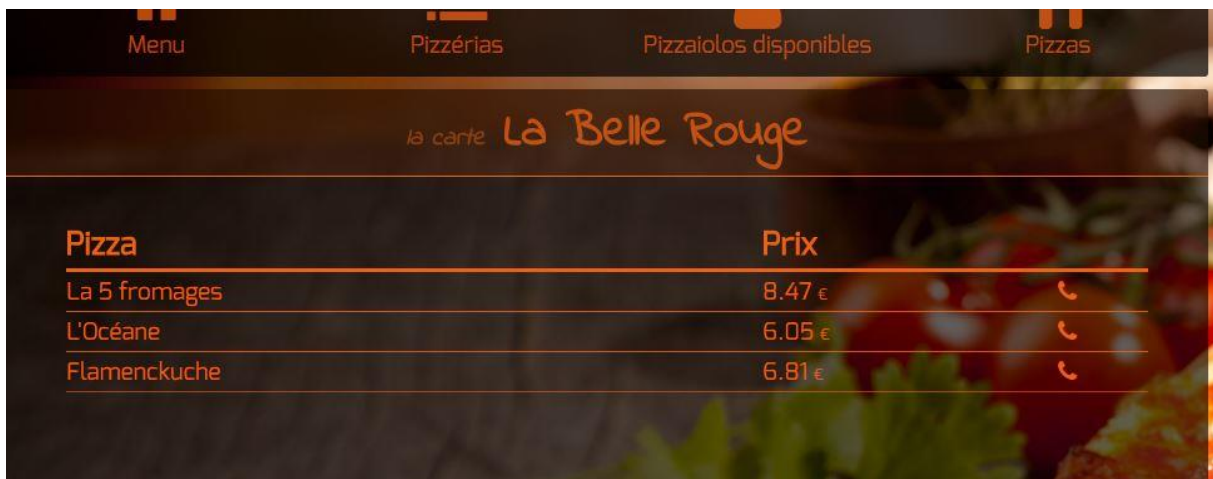 Menu Pizzérias Pizzaiolos disponibles Pizzas
la carte La Belle Rouge
Pizza Prix
La 5 fromages 8.47 €
L'Océane 6.05 €
Flamenckuche 6.81 €